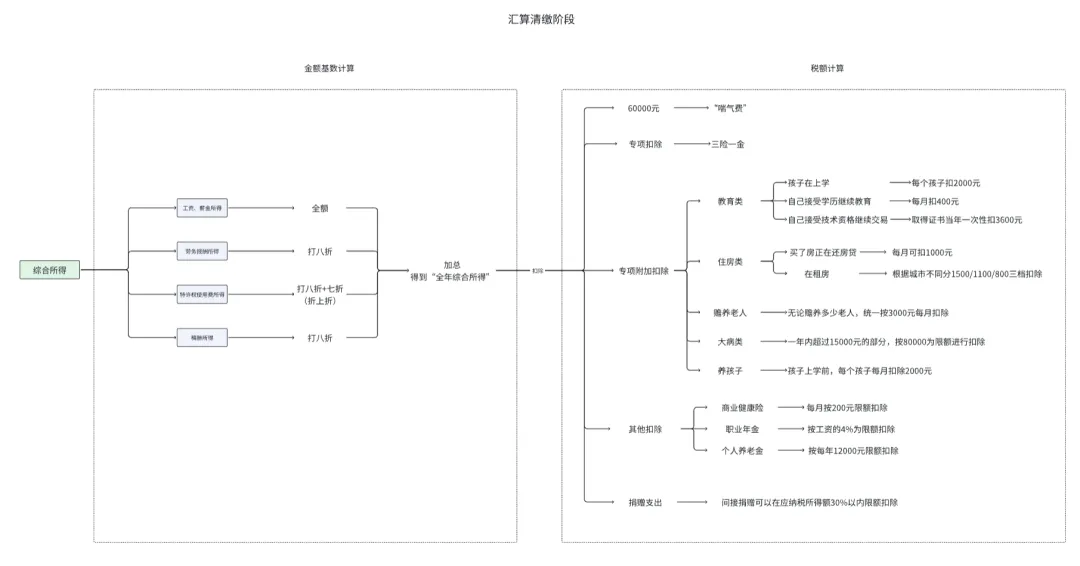 汇算清缴阶段
金额基数计算
税额计算
综合所得
工资、薪金所得
全额
劳务报酬所得
打八折
特许权使用费所得
打八折+七折
（折上折）
稿酬所得
打八折
加总
得到“全年综合所得”
扣除
60000元
“喘气费”
专项扣除
三险一金
专项附加扣除
教育类
孩子在上学
每个孩子扣2000元
自己接受学历继续教育
每月扣400元
自己接受技术资格继续交易
取得证书当年一次性扣3600元
住房类
买了房正在还房贷
每月可扣1000元
在租房
根据城市不同分1500/1100/800三档扣除
赡养老人
无论赡养多少老人，统一按3000元每月扣除
大病类
一年内超过15000元的部分，按80000为限额进行扣除
养孩子
孩子上学前，每个孩子每月扣除2000元
其他扣除
商业健康险
每月按200元限额扣除
职业年金
按工资的4%为限额扣除
个人养老金
按每年12000元限额扣除
捐赠支出
间接捐赠可以在应纳税所得额30%以内限额扣除